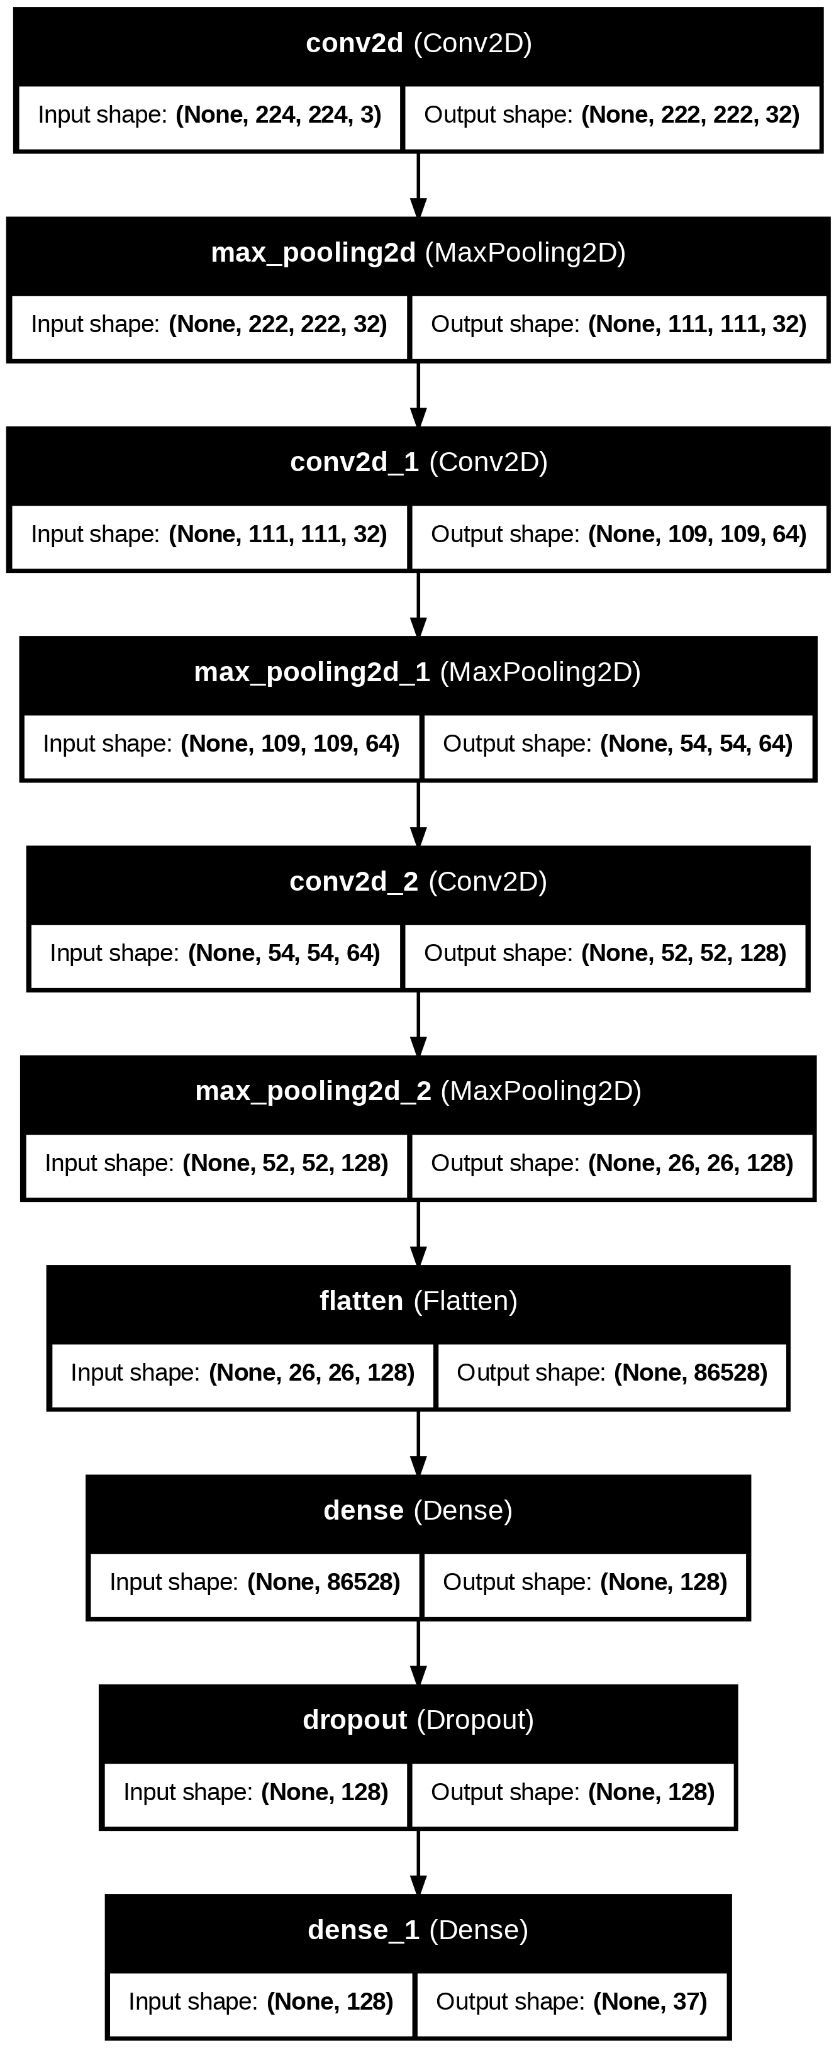 conv2d (Conv2D)
Input shape: (None, 224, 224, 3) Output shape: (None, 222, 222, 32)
max_pooling2d (MaxPooling2D)
Input shape: (None, 222, 222, 32) Output shape: (None, 111, 111, 32)
conv2d_1 (Conv2D)
Input shape: (None, 111, 111, 32) Output shape: (None, 109, 109, 64)
max_pooling2d_1 (MaxPooling2D)
Input shape: (None, 109, 109, 64) Output shape: (None, 54, 54, 64)
conv2d_2 (Conv2D)
Input shape: (None, 54, 54, 64) Output shape: (None, 52, 52, 128)
max_pooling2d_2 (MaxPooling2D)
Input shape: (None, 52, 52, 128) Output shape: (None, 26, 26, 128)
flatten (Flatten)
Input shape: (None, 26, 26, 128) Output shape: (None, 86528)
dense (Dense)
Input shape: (None, 86528) Output shape: (None, 128)
dropout (Dropout)
Input shape: (None, 128) Output shape: (None, 128)
dense_1 (Dense)
Input shape: (None, 128) Output shape: (None, 37)